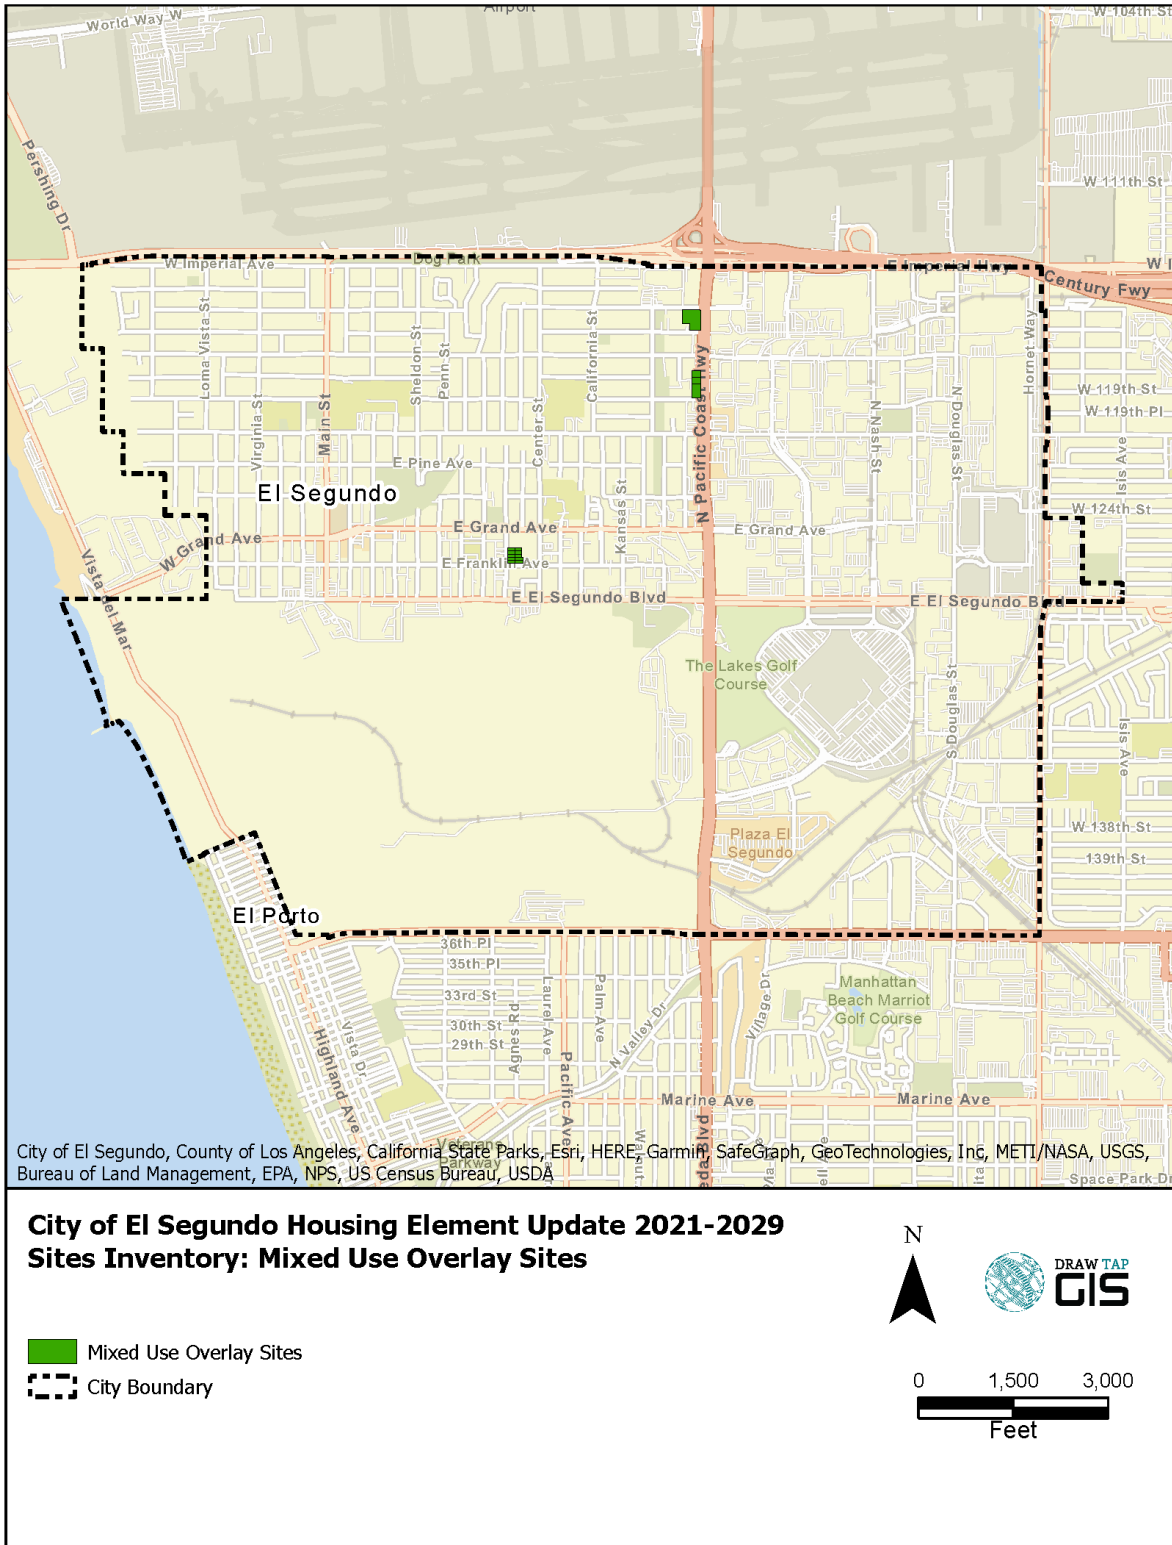 Airport
World Way W
W 104th St
Pershing Dr
W 111th St
W Imperial Ave
Dog Park
E Imperial Hwy
Century Fwy
Loma Vista St
Sheldon St
Penn St
California St
N Pacific Coast Hwy
Hornet Way
W 119th St
W 119th Pl
Virginia St
Main St
Center St
N Nash St
N Douglas St
Isis Ave
E Pine Ave
El Segundo
Kansas St
W 124th St
E Grand Ave
E Grand Ave
W Grand Ave
E Franklin Ave
Vista del Mar
E El Segundo Blvd
E El Segundo Blvd
The Lakes Golf
Course
S Douglas St
Isis Ave
Plaza El
Segundo
W 138th St
139th St
El Porto
36th Pl
35th Pl
33rd St
30th St
29th St
Agnes Rd
Laurel Ave
Palm Ave
N Valley Dr
Village Dr
Manhattan
Beach Marriot
Golf Course
Vista Dr
Highland Ave
Pacific Ave
Marine Ave
Marine Ave
Veterans
Parkway
Space Park Dr
City of El Segundo, County of Los Angeles, California State Parks, Esri, HERE, Garmin, SafeGraph, GeoTechnologies, Inc, METI/NASA, USGS,
Bureau of Land Management, EPA, NPS, US Census Bureau, USDA
City of El Segundo Housing Element Update 2021-2029
Sites Inventory: Mixed Use Overlay Sites
N
DRAW TAP
GIS
Mixed Use Overlay Sites
City Boundary
0 1,500 3,000
Feet